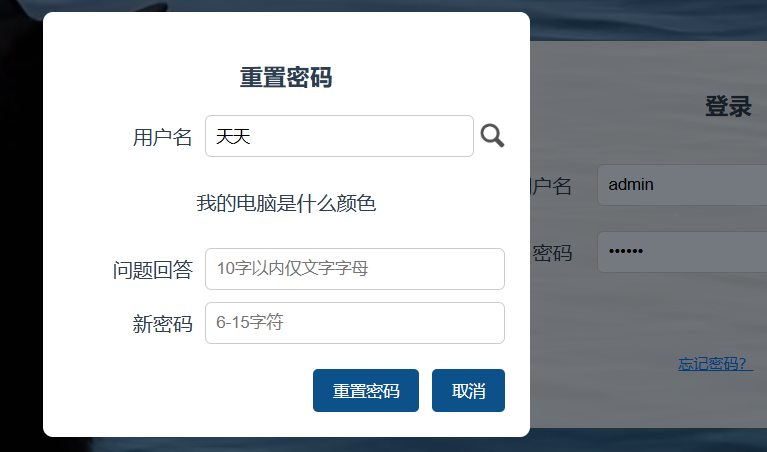 重置密码
用户名
天天
我的电脑是什么颜色
问题回答
10字以内仅文字字母
新密码
6-15字符
重置密码
取消
登录
户名
admin
密码
••••••
忘记密码？